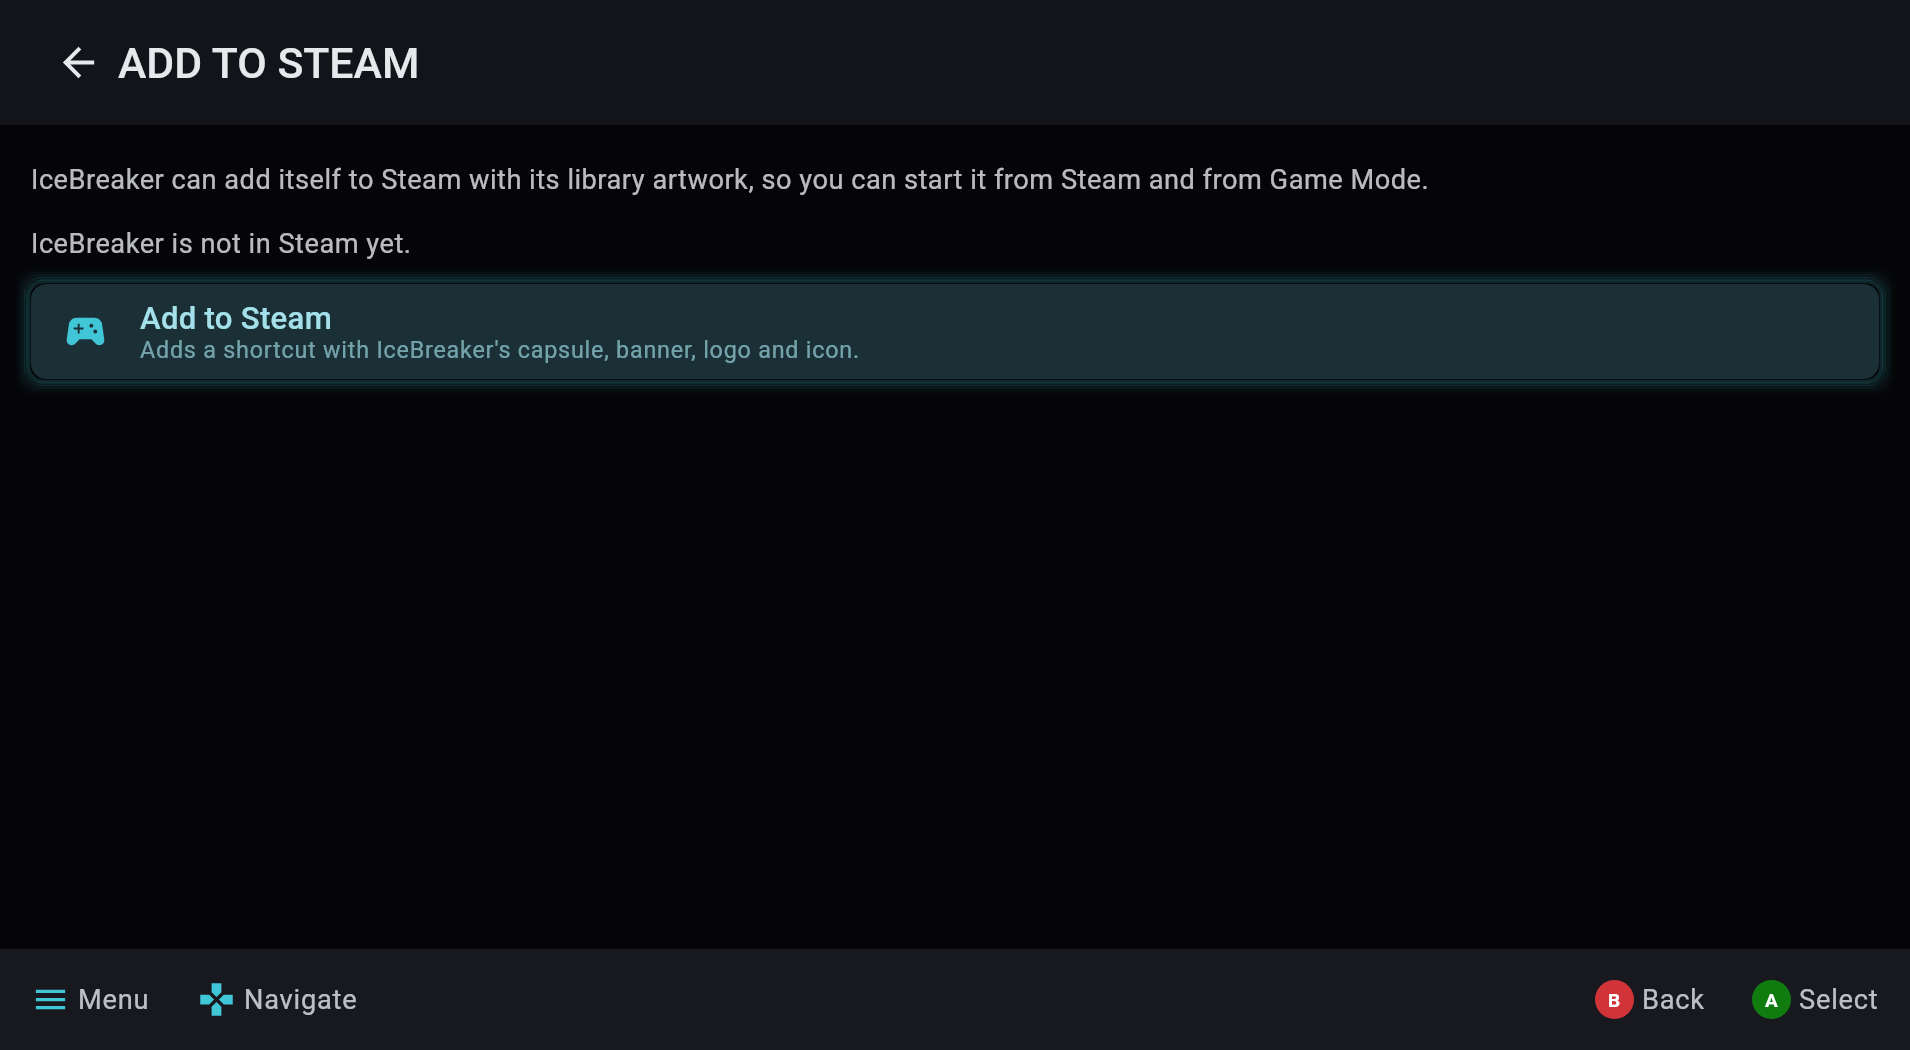 ADD TO STEAM
IceBreaker can add itself to Steam with its library artwork, so you can start it from Steam and from Game Mode.
IceBreaker is not in Steam yet.
Add to Steam
Adds a shortcut with IceBreaker's capsule, banner, logo and icon.
Menu
Navigate
B Back
A Select